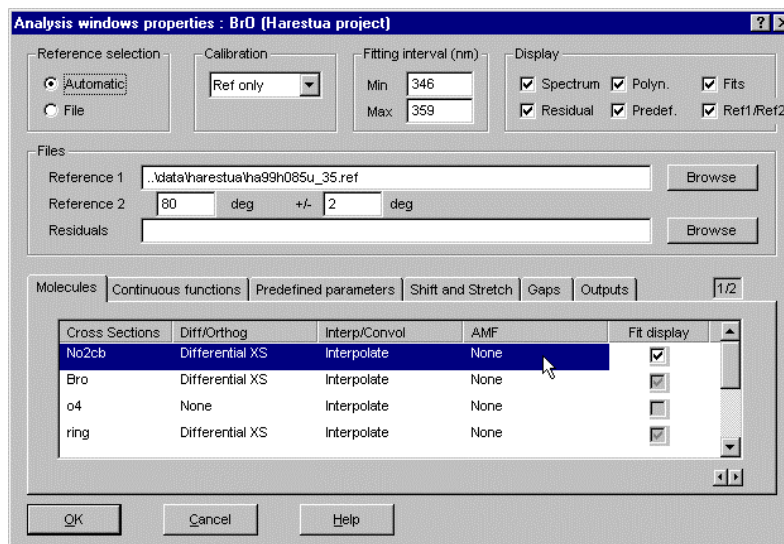 Analysis windows properties : BrO (Harestua project)
Reference selection
Automatic
File
Calibration
Ref only
Fitting interval (nm)
Min 346
Max 359
Display
Spectrum Polyn. Fits
Residual Predef. Ref1/Ref2
Files
Reference 1 ..\data\harestua\ha99h085u_35.ref Browse
Reference 2 80 deg +/- 2 deg
Residuals Browse
Molecules Continuous functions Predefined parameters Shift and Stretch Gaps Outputs 1/2
Cross Sections Diff/Orthog Interp/Convol AMF Fit display
No2cb Differential XS Interpolate None
Bro Differential XS Interpolate None
o4 None Interpolate None
ring Differential XS Interpolate None
OK Cancel Help